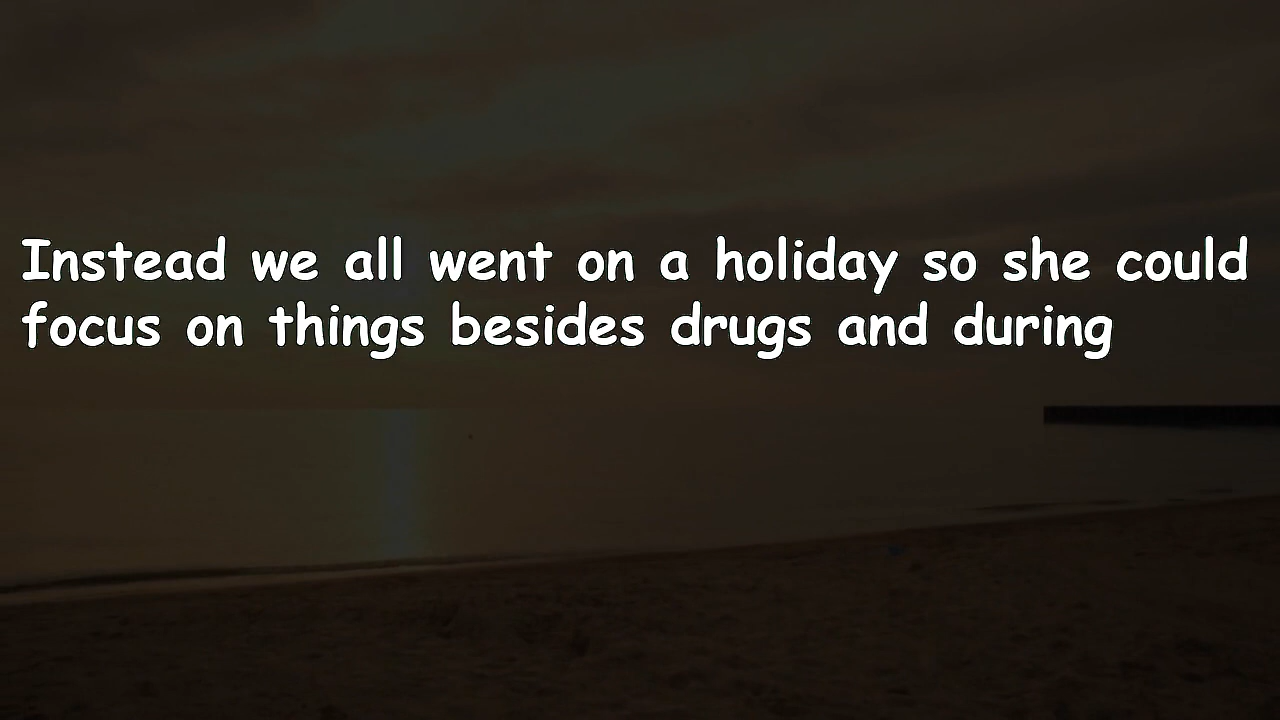 Instead we all went on a holiday so she could
focus on things besides drugs and during